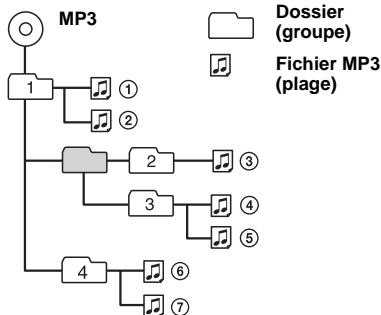 MP3
Dossier
(groupe)
Fichier MP3
(plage)
1
①
②
2
③
3
④
⑤
4
⑥
⑦